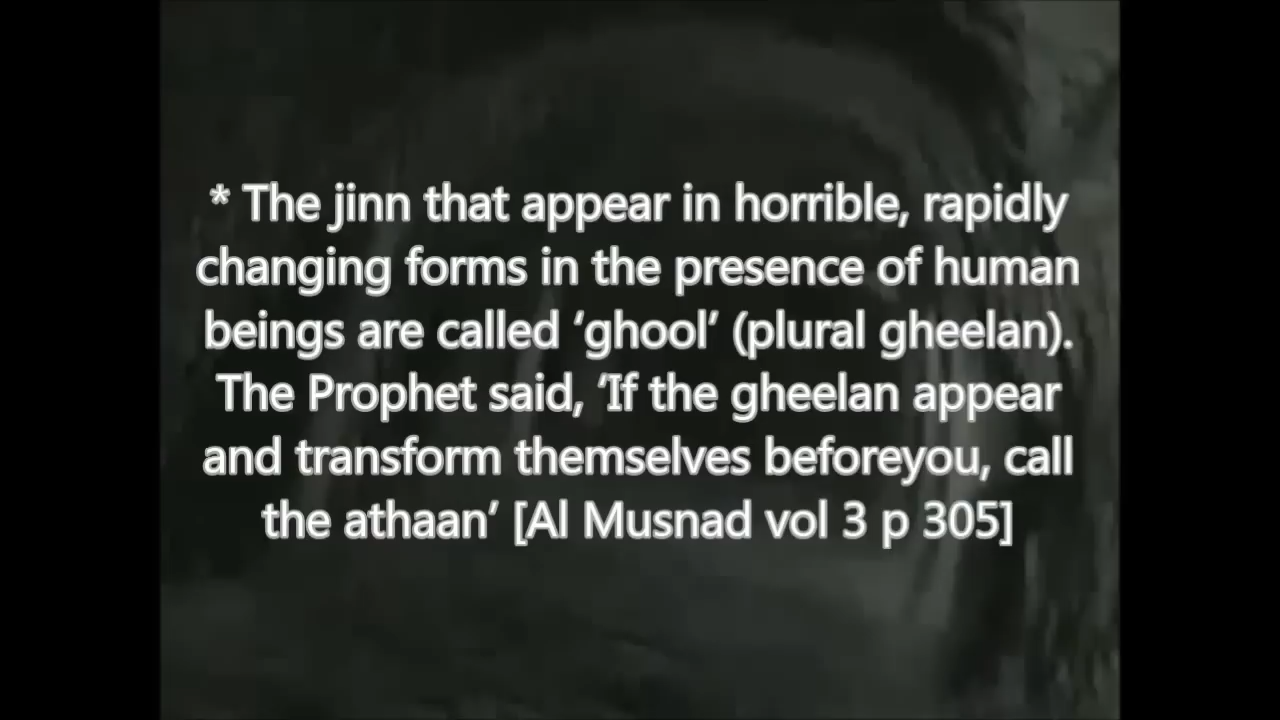 * The jinn that appear in horrible, rapidly
changing forms in the presence of human
beings are called ‘ghool’ (plural gheelan).
The Prophet said, ‘If the gheelan appear
and transform themselves beforeyou, call
the athaan’ [Al Musnad vol 3 p 305]